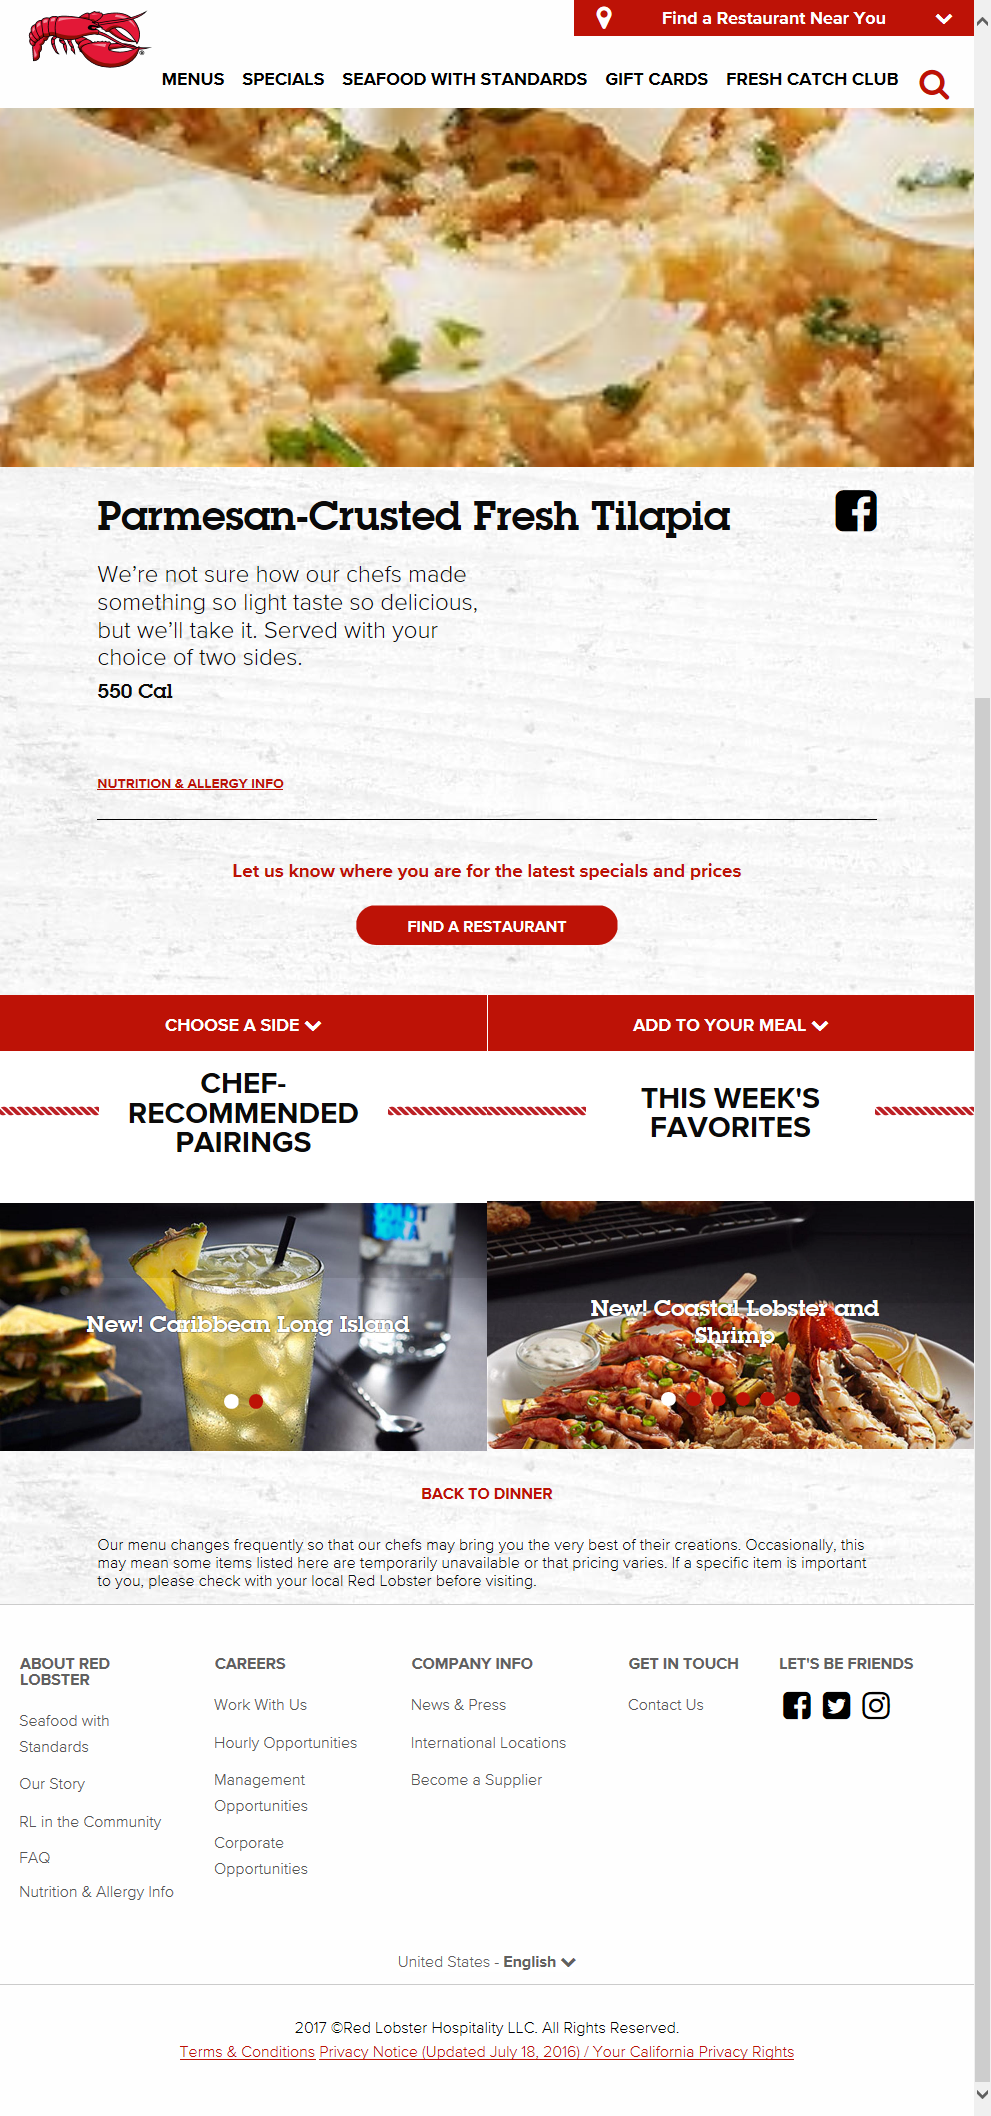 Find a Restaurant Near You
MENUS SPECIALS SEAFOOD WITH STANDARDS GIFT CARDS FRESH CATCH CLUB
Parmesan-Crusted Fresh Tilapia
We're not sure how our chefs made
something so light taste so delicious,
but we'll take it. Served with your
choice of two sides.
550 Cal
NUTRITION & ALLERGY INFO
Let us know where you are for the latest specials and prices
FIND A RESTAURANT
CHOOSE A SIDE
ADD TO YOUR MEAL
CHEF-
RECOMMENDED
PAIRINGS
THIS WEEK'S
FAVORITES
New! Caribbean Long Island
New! Coastal Lobster and
Shrimp
BACK TO DINNER
Our menu changes frequently so that our chefs may bring you the very best of their creations. Occasionally, this
may mean some items listed here are temporarily unavailable or that pricing varies. If a specific item is important
to you, please check with your local Red Lobster before visiting.
ABOUT RED
LOBSTER
Seafood with
Standards
Our Story
RL in the Community
FAQ
Nutrition & Allergy Info
CAREERS
Work With Us
Hourly Opportunities
Management
Opportunities
Corporate
Opportunities
COMPANY INFO
News & Press
International Locations
Become a Supplier
GET IN TOUCH
Contact Us
LET'S BE FRIENDS
United States - English
2017 ©Red Lobster Hospitality LLC. All Rights Reserved.
Terms & Conditions Privacy Notice (Updated July 18, 2016) / Your California Privacy Rights